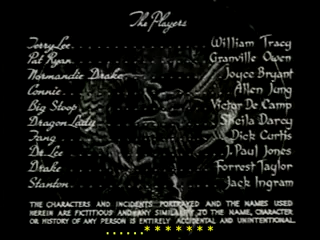 The Players
Terry Lee William Tracy
Pat Ryan Granville Owen
Normandie Drake Joyce Bryant
Connie Allen Jung
Big Stoop Victor De Camp
Dragon Lady Sheila Darcy
Fang Dick Curtis
Dr. Lee J. Paul Jones
Drake Forrest Taylor
Stanton Jack Ingram
THE CHARACTERS AND INCIDENTS PORTRAYED AND THE NAMES USED
HEREIN ARE FICTITIOUS AND ANY SIMILARITY TO THE NAME, CHARACTER
OR HISTORY OF ANY PERSON IS ENTIRELY ACCIDENTAL AND UNINTENTIONAL.
......*******